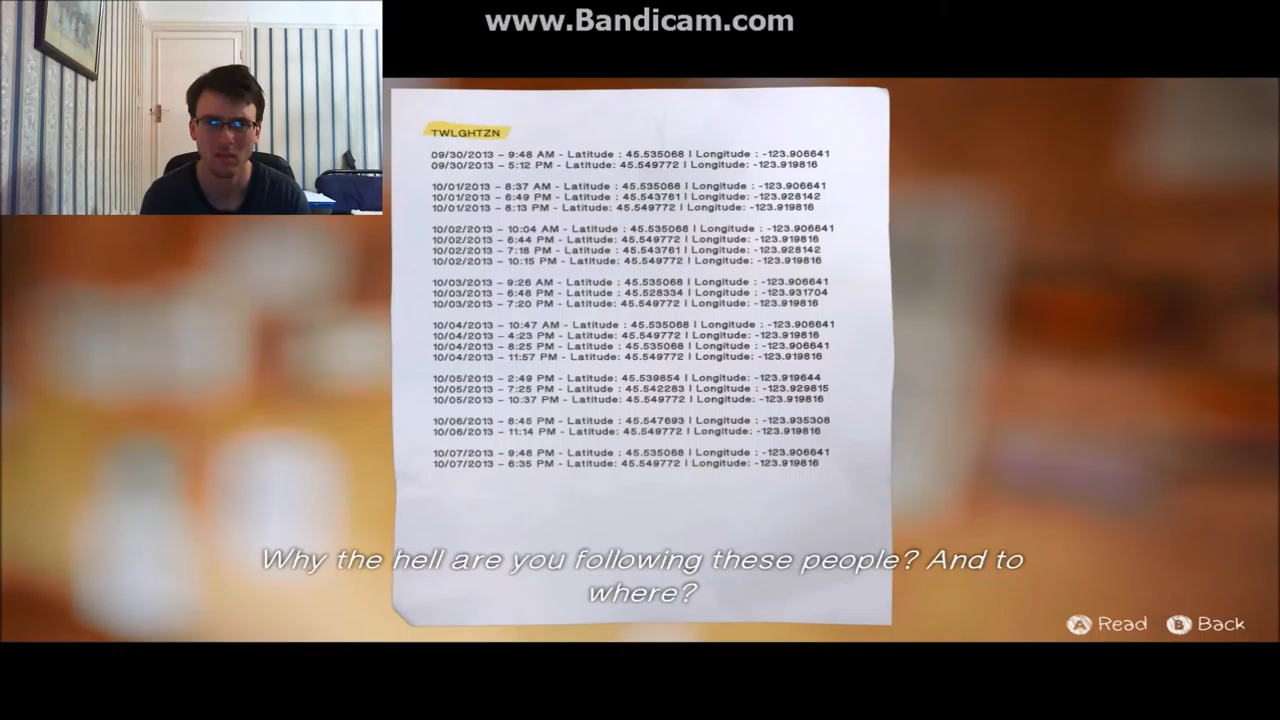 www.Bandicam.com
TWLGHTZN
09/30/2013 – 9:48 AM - Latitude : 45.535068 | Longitude : -123.906641
09/30/2013 – 5:12 PM - Latitude: 45.549772 | Longitude: -123.919816
10/01/2013 – 8:37 AM - Latitude : 45.535068 | Longitude : -123.906641
10/01/2013 – 6:49 PM - Latitude : 45.543761 | Longitude : -123.928142
10/01/2013 – 8:13 PM - Latitude: 45.549772 | Longitude: -123.919816
10/02/2013 – 10:04 AM - Latitude : 45.535068 | Longitude : -123.906641
10/02/2013 – 6:44 PM - Latitude: 45.549772 | Longitude: -123.919816
10/02/2013 – 7:18 PM - Latitude : 45.543761 | Longitude : -123.928142
10/02/2013 – 10:15 PM - Latitude: 45.549772 | Longitude: -123.919816
10/03/2013 – 9:26 AM - Latitude : 45.535068 | Longitude : -123.906641
10/03/2013 – 6:48 PM - Latitude : 45.528334 | Longitude : -123.931704
10/03/2013 – 7:20 PM - Latitude: 45.549772 | Longitude: -123.919816
10/04/2013 – 10:47 AM - Latitude : 45.535068 | Longitude : -123.906641
10/04/2013 – 4:23 PM - Latitude: 45.549772 | Longitude: -123.919816
10/04/2013 – 8:25 PM - Latitude : 45.535068 | Longitude : -123.906641
10/04/2013 – 11:57 PM - Latitude: 45.549772 | Longitude: -123.919816
10/05/2013 – 2:49 PM - Latitude: 45.539854 | Longitude: -123.919644
10/05/2013 – 7:25 PM - Latitude : 45.542283 | Longitude : -123.929815
10/05/2013 – 10:37 PM - Latitude: 45.549772 | Longitude: -123.919816
10/06/2013 – 8:45 PM - Latitude : 45.547693 | Longitude : -123.935308
10/06/2013 – 11:14 PM - Latitude: 45.549772 | Longitude: -123.919816
10/07/2013 – 9:48 PM - Latitude : 45.535068 | Longitude : -123.906641
10/07/2013 – 6:35 PM - Latitude: 45.549772 | Longitude: -123.919816
Why the hell are you following these people? And to
where?
A Read B Back